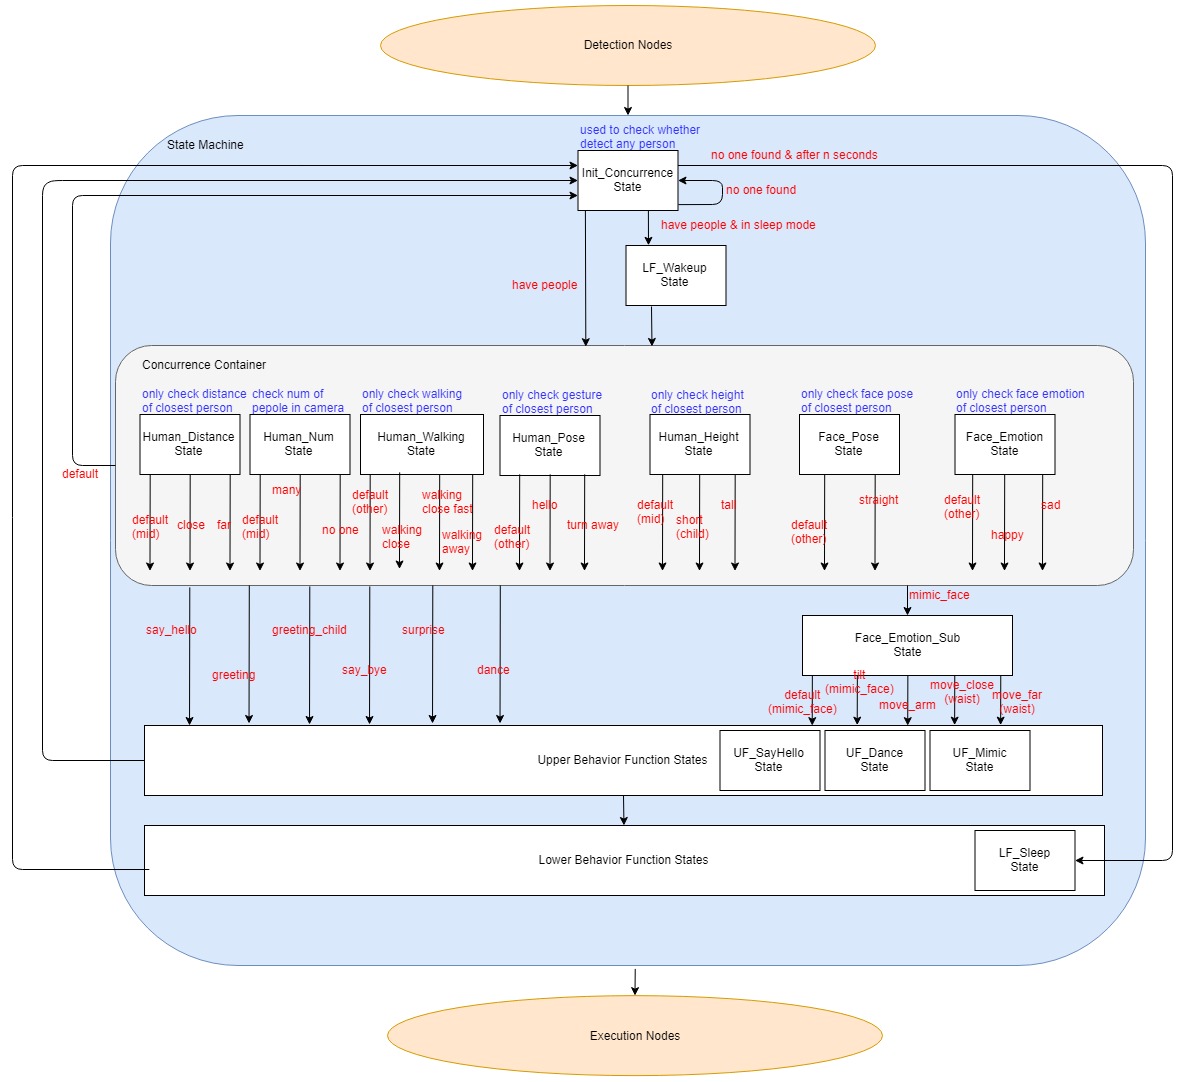 Detection Nodes
State Machine
used to check whether
detect any person
Init_Concurrence
State
no one found & after n seconds
no one found
have people & in sleep mode
LF_Wakeup
State
have people
Concurrence Container
only check distance
of closest person
check num of
pepole in camera
only check walking
of closest person
only check gesture
of closest person
only check height
of closest person
only check face pose
of closest person
only check face emotion
of closest person
Human_Distance
State
Human_Num
State
Human_Walking
State
Human_Pose
State
Human_Height
State
Face_Pose
State
Face_Emotion
State
default
default
(mid)
close
far
default
(mid)
many
no one
default
(other)
walking
close
walking
close fast
walking
away
default
(other)
hello
turn away
default
(mid)
short
(child)
tall
default
(other)
straight
default
(other)
happy
sad
say_hello
greeting
greeting_child
say_bye
surprise
dance
mimic_face
Face_Emotion_Sub
State
default
(mimic_face)
tilt
(mimic_face)
move_arm
move_close
(waist)
move_far
(waist)
Upper Behavior Function States
UF_SayHello
State
UF_Dance
State
UF_Mimic
State
Lower Behavior Function States
LF_Sleep
State
Execution Nodes